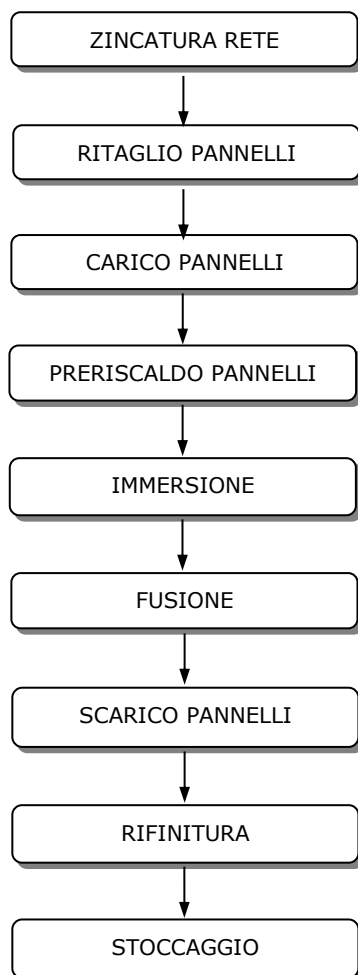 ZINCATURA RETE
RITAGLIO PANNELLI
CARICO PANNELLI
PRERISCALDO PANNELLI
IMMERSIONE
FUSIONE
SCARICO PANNELLI
RIFINITURA
STOCCAGGIO